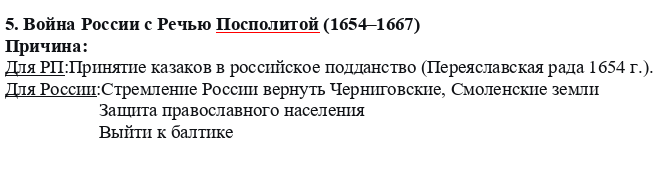 5. Война России с Речью Посполитой (1654–1667)
Причина:
Для РП:Принятие казаков в российское подданство (Переяславская рада 1654 г.).
Для России:Стремление России вернуть Черниговские, Смоленские земли
Защита православного населения
Выйти к балтике